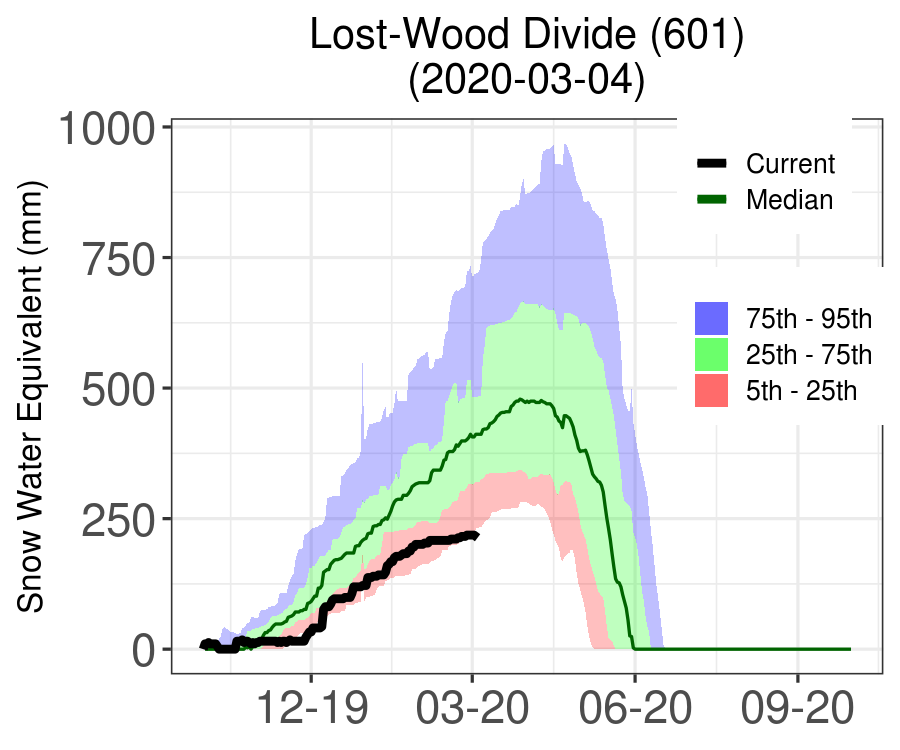 Lost-Wood Divide (601)
(2020-03-04)
Snow Water Equivalent (mm)
1000
750
500
250
0
12-19
03-20
06-20
09-20
Current
Median
75th - 95th
25th - 75th
5th - 25th